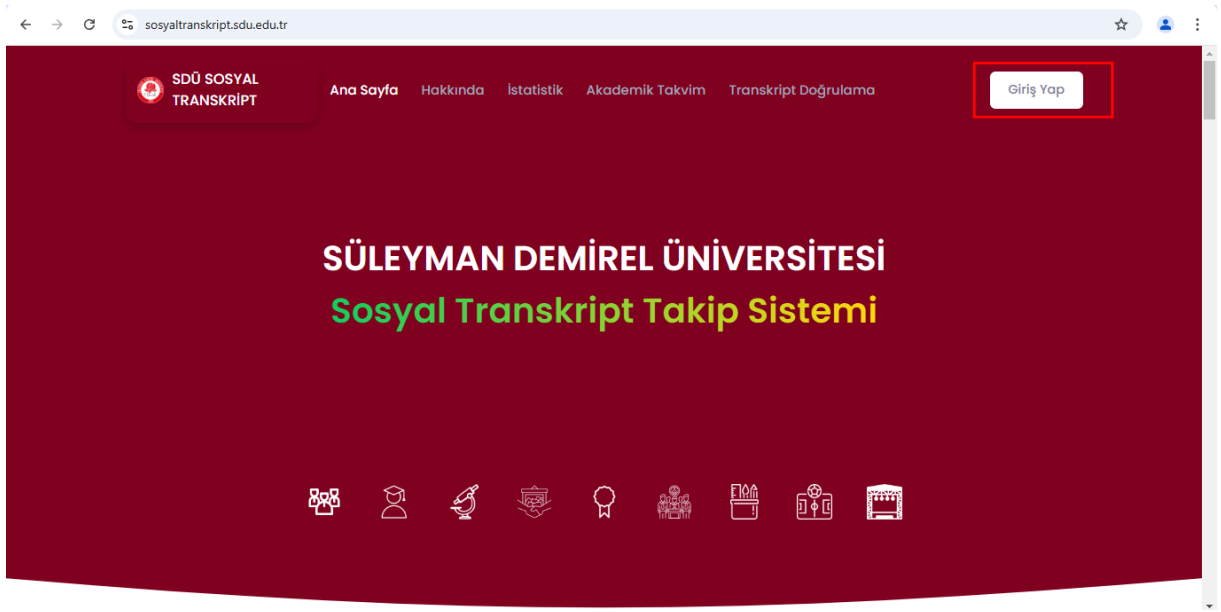 sosyaltranskript.sdu.edu.tr
SDÜ SOSYAL
TRANSKRİPT
Ana Sayfa Hakkında İstatistik Akademik Takvim Transkript Doğrulama Giriş Yap
SÜLEYMAN DEMİREL ÜNİVERSİTESİ
Sosyal Transkript Takip Sistemi